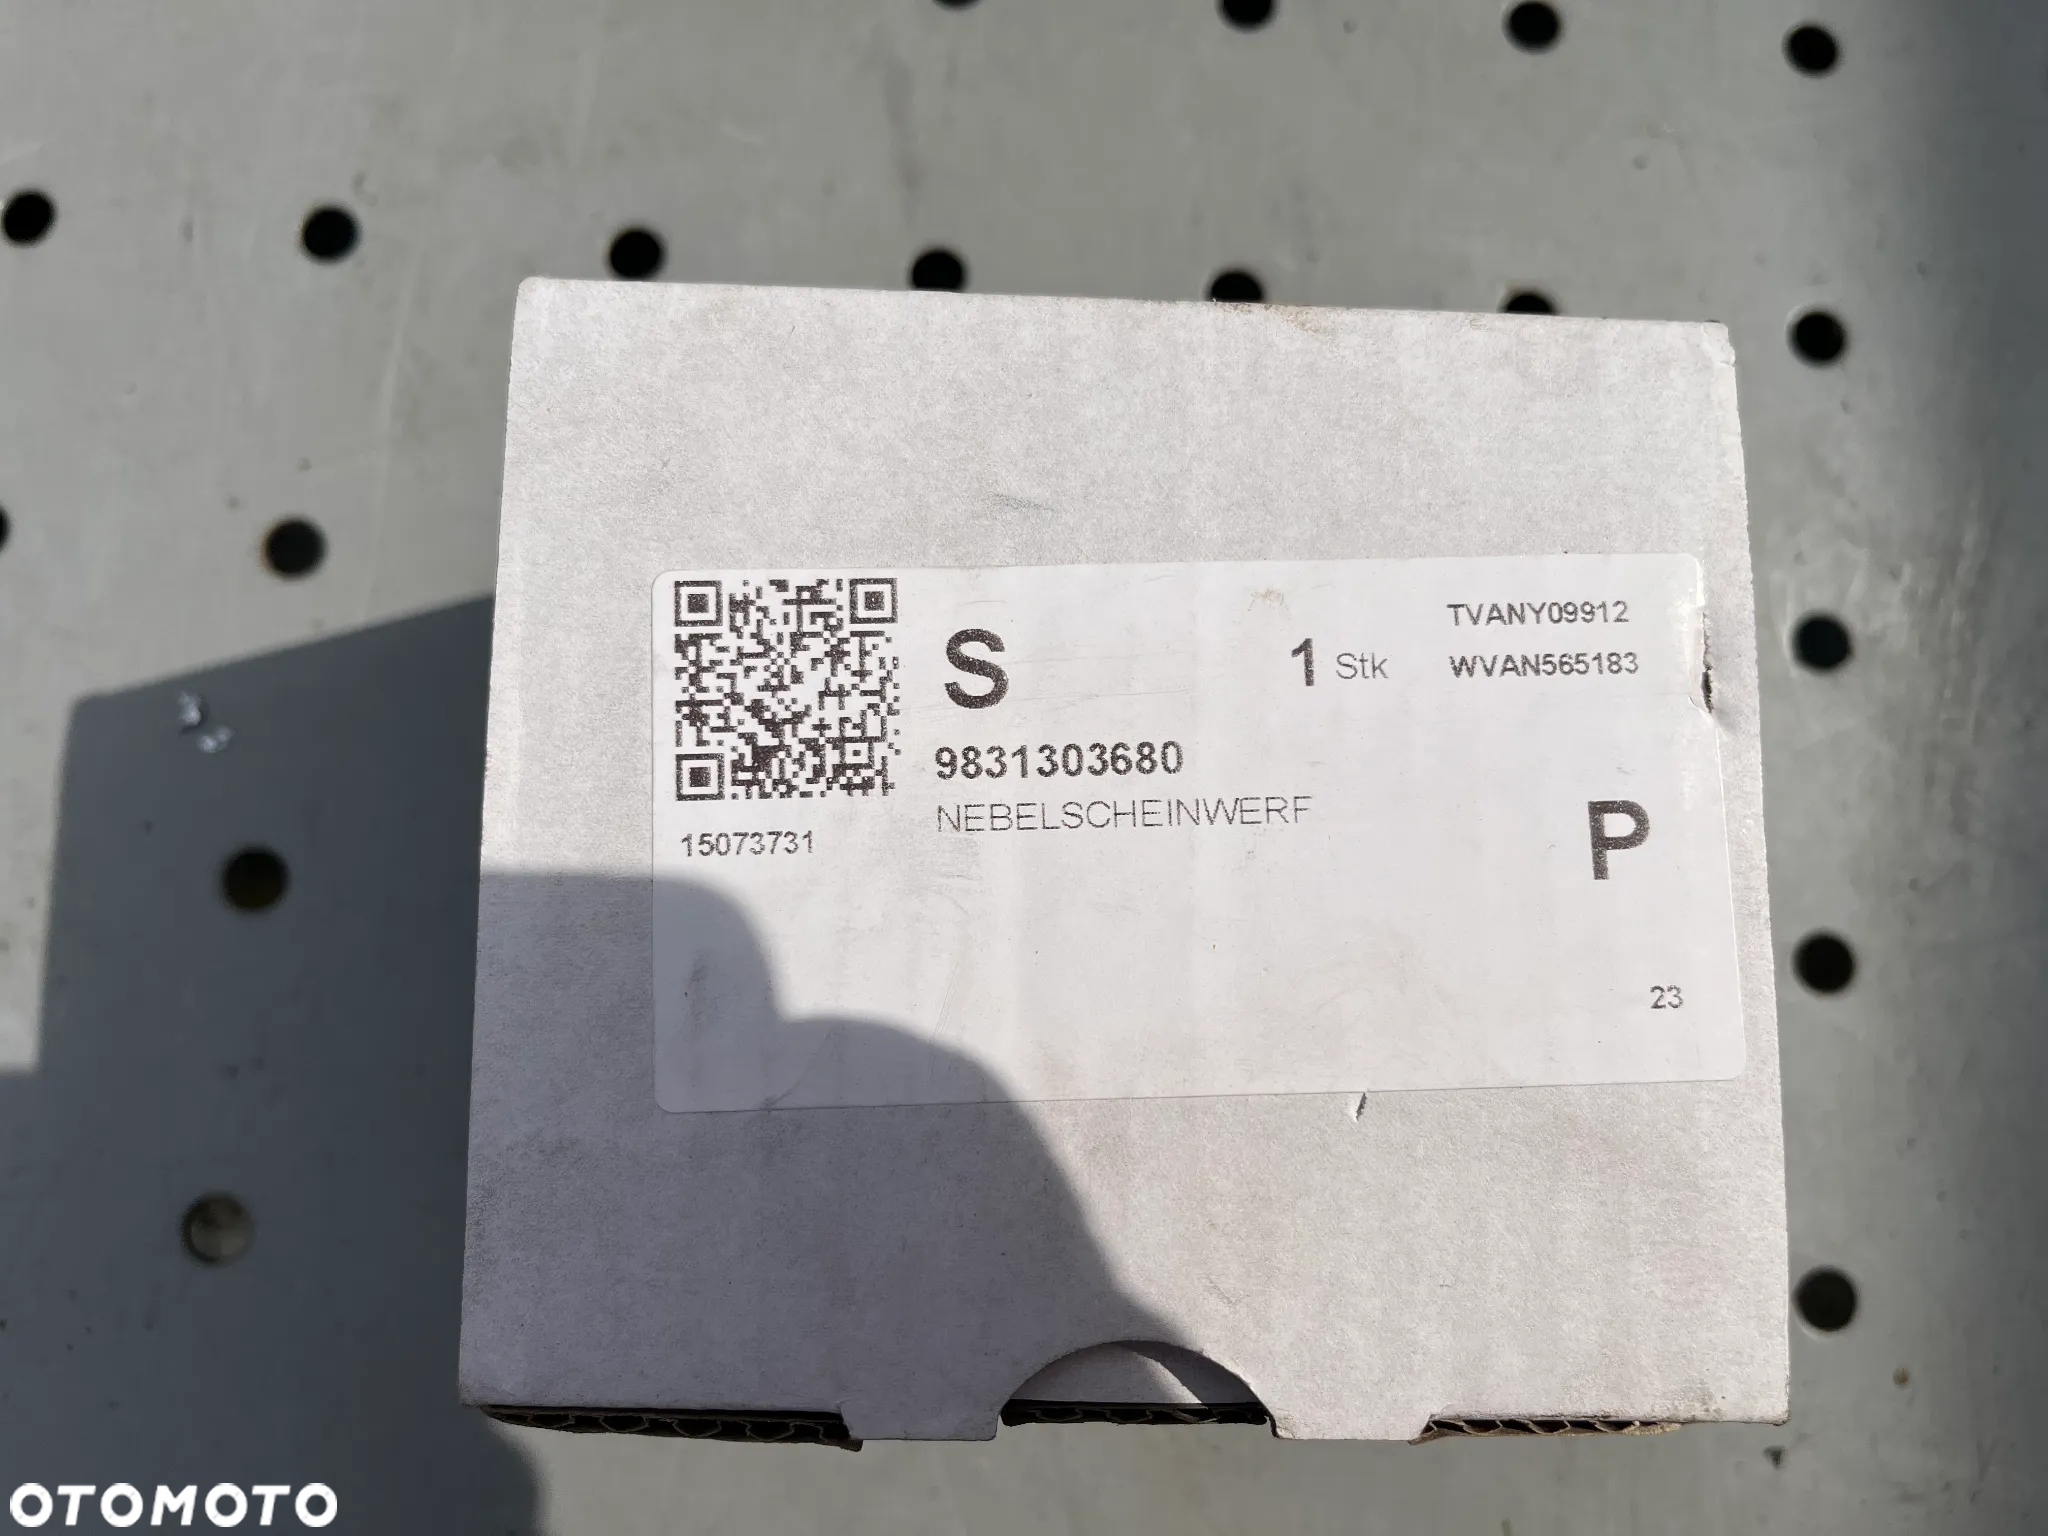 S
1 Stk
TVANY09912
WVAN565183
9831303680
NEBELSCHEINWERF
15073731
P
23
OTOMOTO